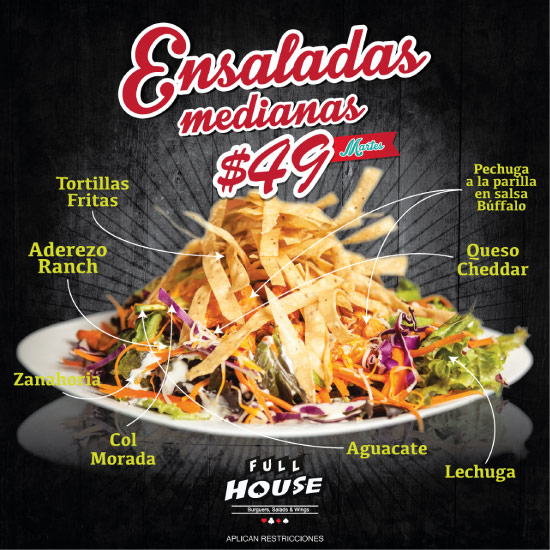 Ensaladas
medianas
$49 Martes
Tortillas
Fritas
Pechuga
a la parilla
en salsa
Búffalo
Aderezo
Ranch
Queso
Cheddar
Zanahoria
Col
Morada
Aguacate
Lechuga
FULL
HOUSE
Burguers, Salads & Wings
APLICAN RESTRICCIONES